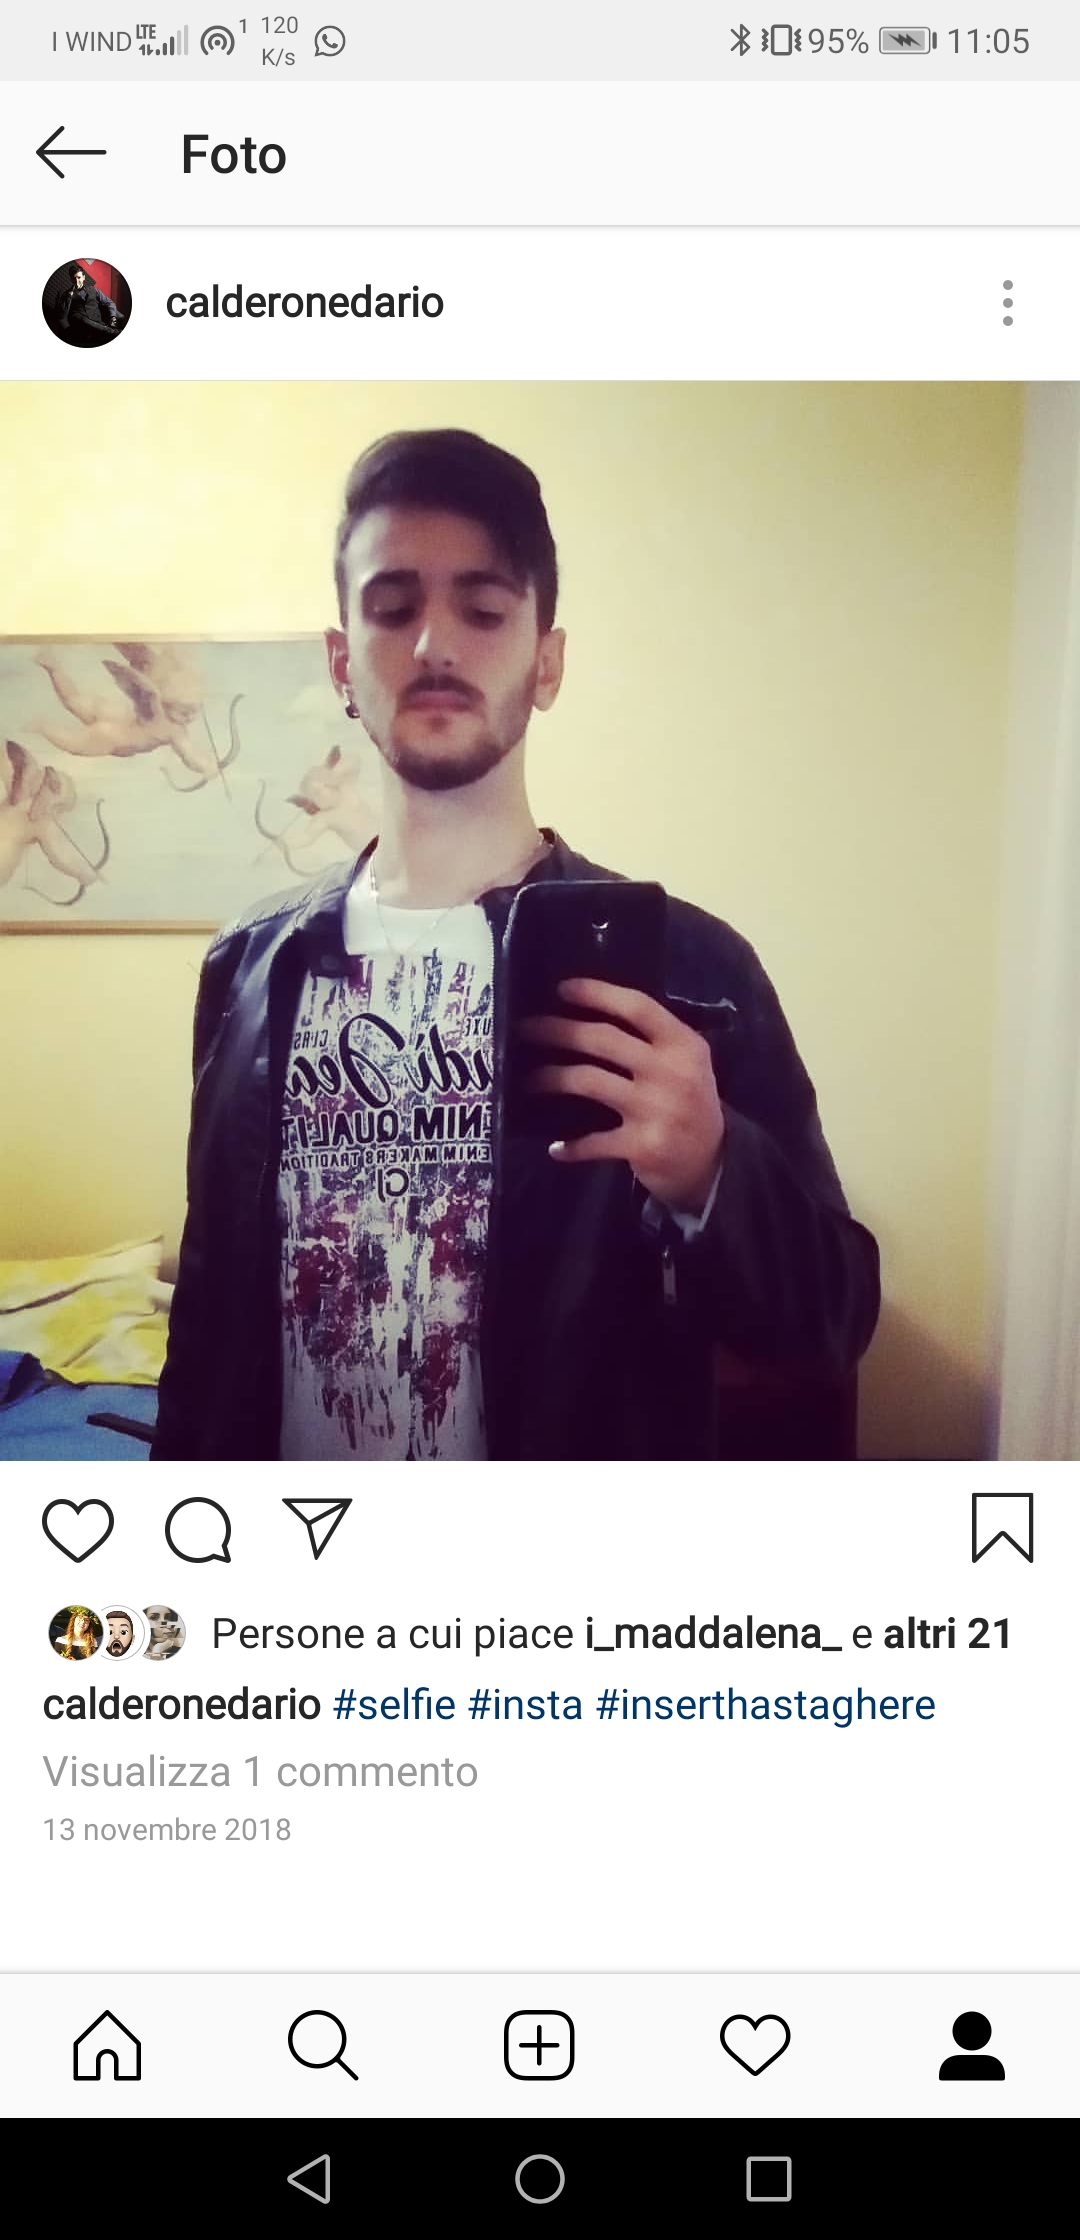 I WIND LTE 1 120 K/s 95% 11:05
Foto
calderonedario
Persone a cui piace i_maddalena_ e altri 21
calderonedario #selfie #insta #inserthastaghere
Visualizza 1 commento
13 novembre 2018